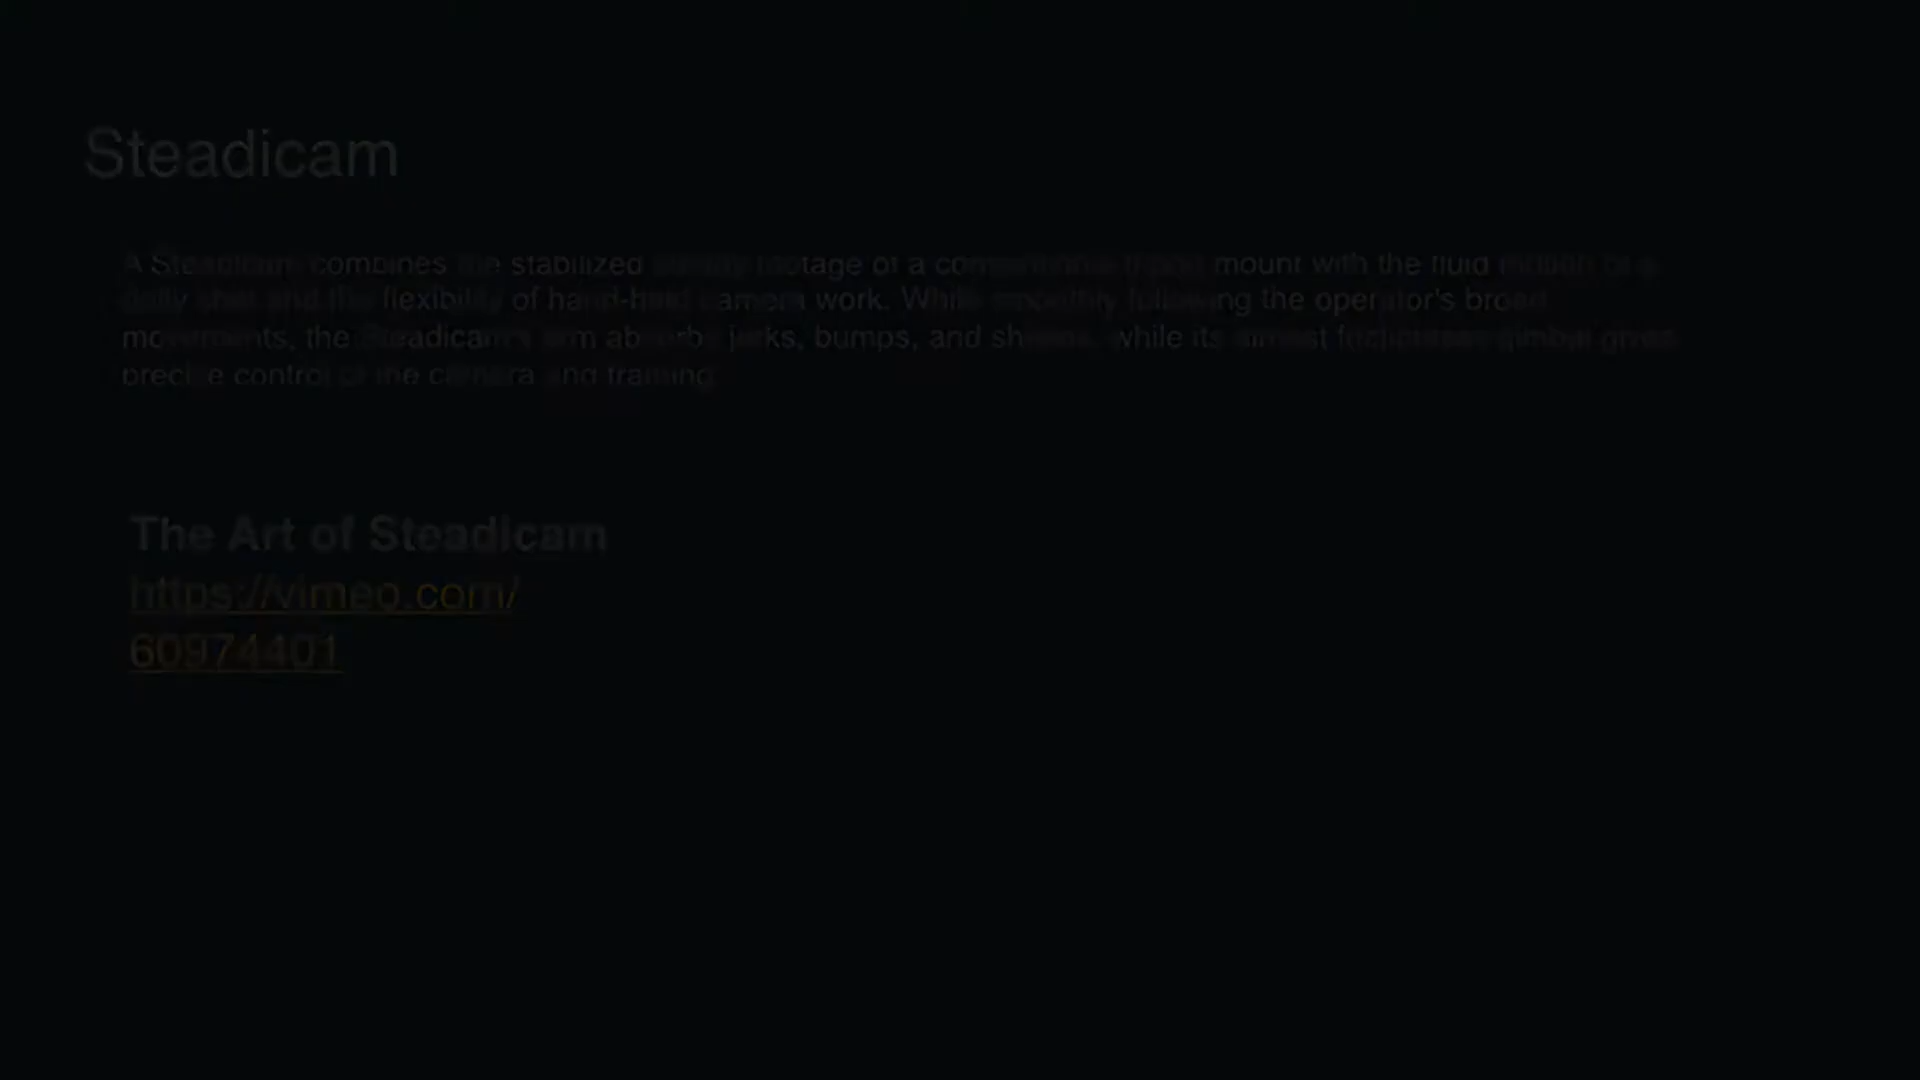 Steadicam
A Steadicam combines the stabilized steady footage of a conventional tripod mount with the fluid motion of a
dolly shot and the flexibility of hand-held camera work. While smoothly following the operator's broad
movements, the Steadicam's arm absorbs jerks, bumps, and shakes, while its almost frictionless gimbal gives
precise control of the camera and framing
The Art of Steadicam
https://vimeo.com/
60974401